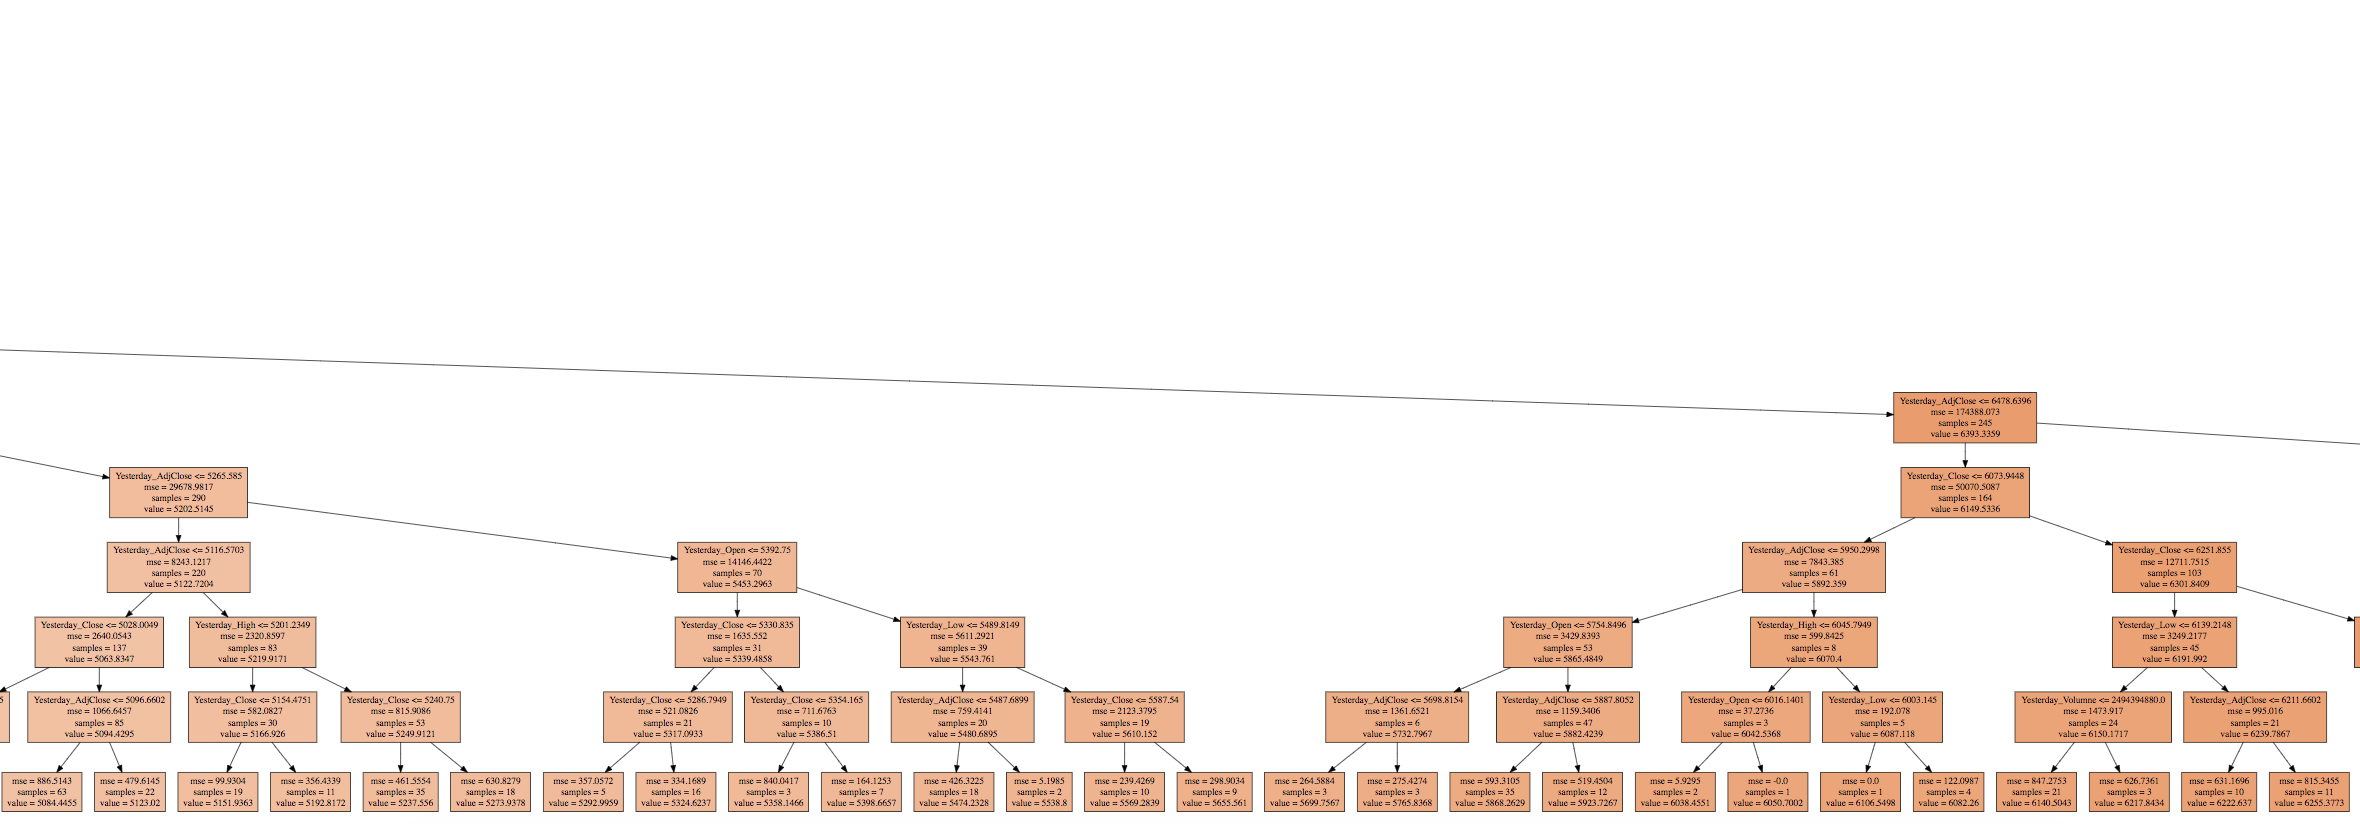 Yesterday_AdjClose <= 6478.6396
mse = 174388.073
samples = 245
value = 6393.3359
Yesterday_AdjClose <= 5265.585
mse = 29678.9817
samples = 290
value = 5202.5145
Yesterday_Close <= 6073.9448
mse = 50070.5087
samples = 164
value = 6149.5336
Yesterday_AdjClose <= 5116.5703
mse = 8243.1217
samples = 220
value = 5122.7204
Yesterday_Open <= 5392.75
mse = 14146.4422
samples = 70
value = 5453.2963
Yesterday_AdjClose <= 5950.2998
mse = 7843.385
samples = 61
value = 5892.359
Yesterday_Close <= 6251.855
mse = 12711.7515
samples = 103
value = 6301.8409
Yesterday_Close <= 5028.0049
mse = 2640.0543
samples = 137
value = 5063.8347
Yesterday_High <= 5201.2349
mse = 2320.8597
samples = 83
value = 5219.9171
Yesterday_Close <= 5330.835
mse = 1635.552
samples = 31
value = 5339.4858
Yesterday_Low <= 5489.8149
mse = 5611.2921
samples = 39
value = 5543.761
Yesterday_Open <= 5754.8496
mse = 3429.8393
samples = 53
value = 5865.4849
Yesterday_High <= 6045.7949
mse = 599.8425
samples = 8
value = 6070.4
Yesterday_Low <= 6139.2148
mse = 3249.2177
samples = 45
value = 6191.992
5
Yesterday_AdjClose <= 5096.6602
mse = 1066.6457
samples = 85
value = 5094.4295
Yesterday_Close <= 5154.4751
mse = 582.0827
samples = 30
value = 5166.926
Yesterday_Close <= 5240.75
mse = 815.9086
samples = 53
value = 5249.9121
Yesterday_Close <= 5286.7949
mse = 521.0826
samples = 21
value = 5317.0933
Yesterday_Close <= 5354.165
mse = 711.6763
samples = 10
value = 5386.51
Yesterday_AdjClose <= 5487.6899
mse = 759.4141
samples = 20
value = 5480.6895
Yesterday_Close <= 5587.54
mse = 2123.3795
samples = 19
value = 5610.152
Yesterday_AdjClose <= 5698.8154
mse = 1361.6521
samples = 6
value = 5732.7967
Yesterday_AdjClose <= 5887.8052
mse = 1159.3406
samples = 47
value = 5882.4239
Yesterday_Open <= 6016.1401
mse = 37.2736
samples = 3
value = 6042.5368
Yesterday_Low <= 6003.145
mse = 192.078
samples = 5
value = 6087.118
Yesterday_Volumne <= 2494394880.0
mse = 1473.917
samples = 24
value = 6150.1717
Yesterday_AdjClose <= 6211.6602
mse = 995.016
samples = 21
value = 6239.7867
mse = 886.5143
samples = 63
value = 5084.4455
mse = 479.6145
samples = 22
value = 5123.02
mse = 99.9304
samples = 19
value = 5151.9363
mse = 356.4339
samples = 11
value = 5192.8172
mse = 461.5554
samples = 35
value = 5237.556
mse = 630.8279
samples = 18
value = 5273.9378
mse = 357.0572
samples = 5
value = 5292.9959
mse = 334.1689
samples = 16
value = 5324.6237
mse = 840.0417
samples = 3
value = 5358.1466
mse = 164.1253
samples = 7
value = 5398.6657
mse = 426.3225
samples = 18
value = 5474.2328
mse = 5.1985
samples = 2
value = 5538.8
mse = 239.4269
samples = 10
value = 5569.2839
mse = 298.9034
samples = 9
value = 5655.561
mse = 264.5884
samples = 3
value = 5699.7567
mse = 275.4274
samples = 3
value = 5765.8368
mse = 593.3105
samples = 35
value = 5868.2629
mse = 519.4504
samples = 12
value = 5923.7267
mse = 5.9295
samples = 2
value = 6038.4551
mse = -0.0
samples = 1
value = 6050.7002
mse = 0.0
samples = 1
value = 6106.5498
mse = 122.0987
samples = 4
value = 6082.26
mse = 847.2753
samples = 21
value = 6140.5043
mse = 626.7361
samples = 3
value = 6217.8434
mse = 631.1696
samples = 10
value = 6222.637
mse = 815.3455
samples = 11
value = 6255.3773